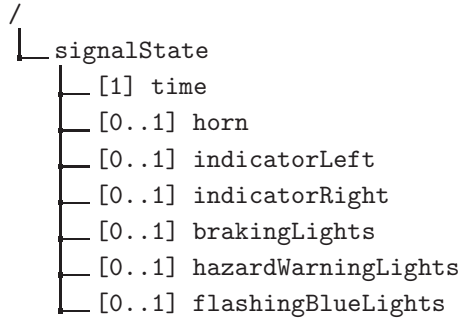 /
signalState
[1] time
[0..1] horn
[0..1] indicatorLeft
[0..1] indicatorRight
[0..1] brakingLights
[0..1] hazardWarningLights
[0..1] flashingBlueLights